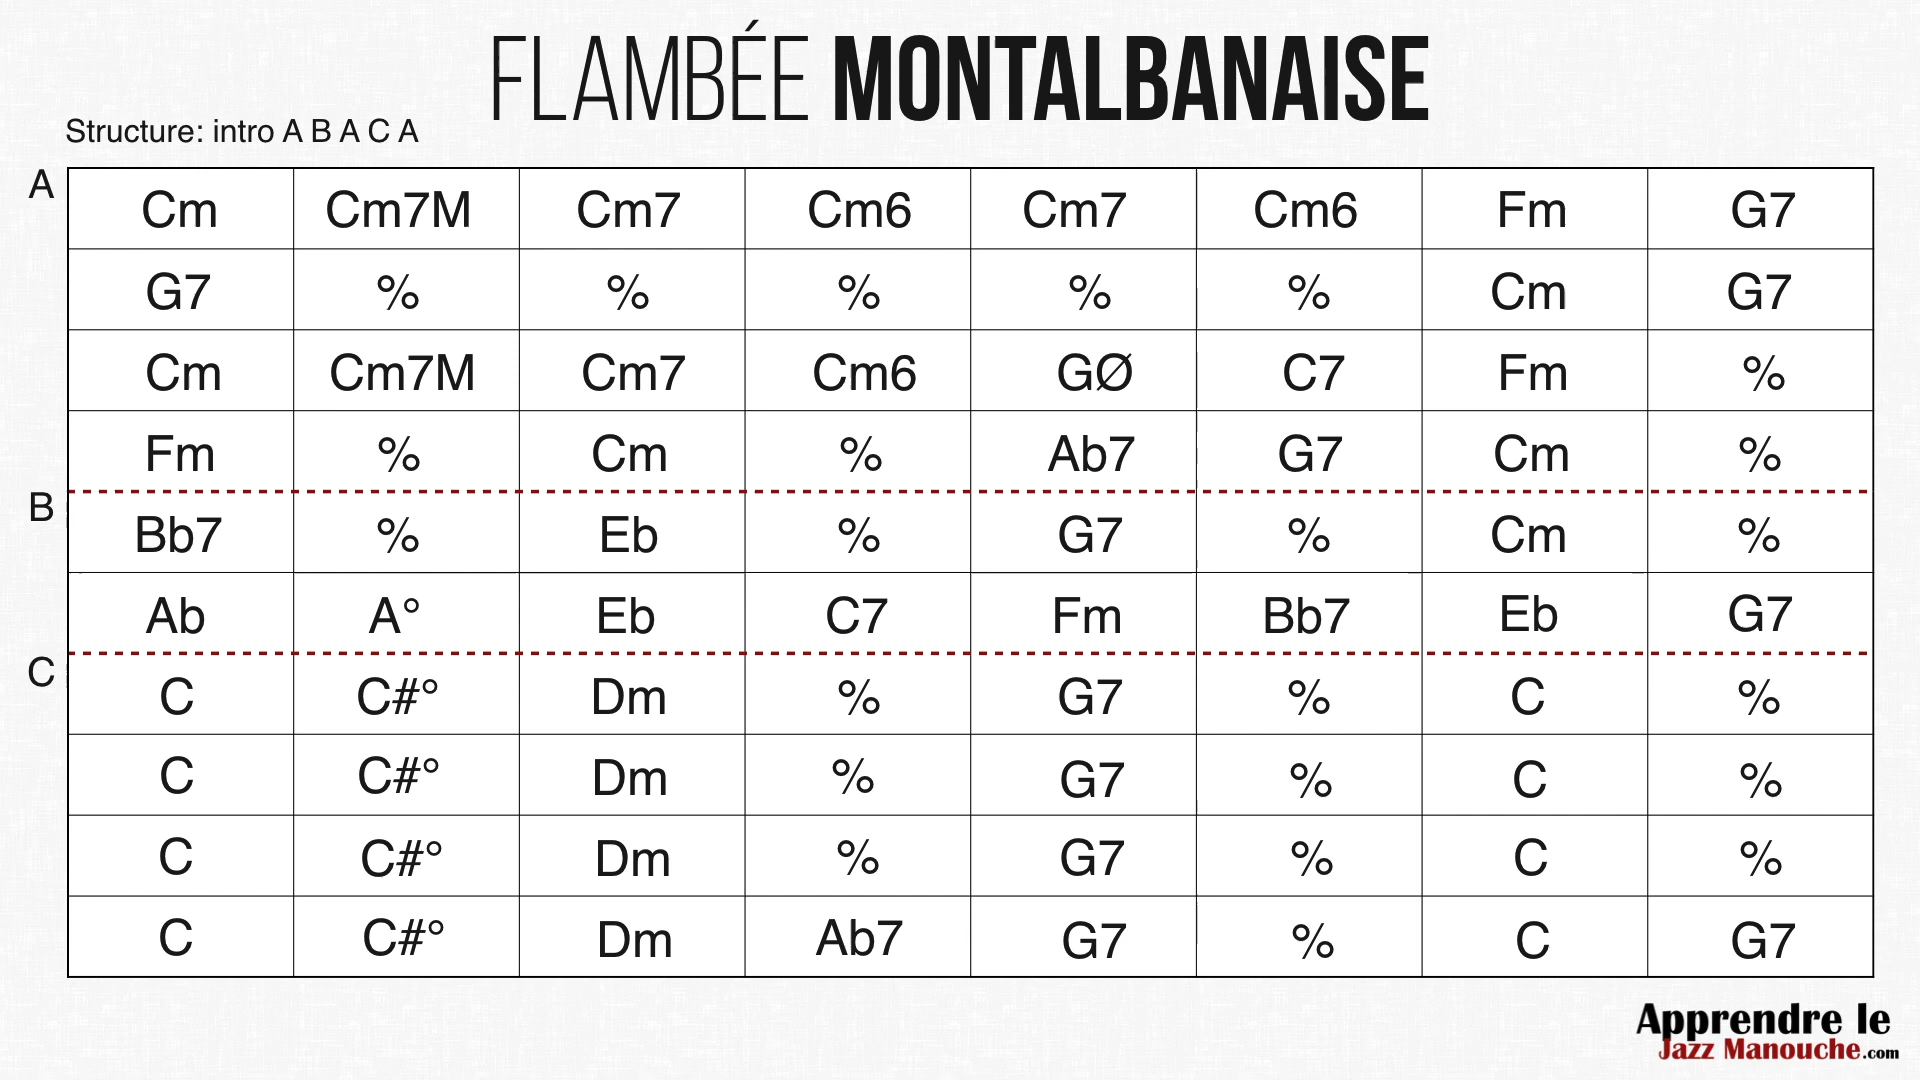 FLAMBÉE MONTALBANAISE
Structure: intro A B A C A
A
Cm Cm7M Cm7 Cm6 Cm7 Cm6 Fm G7
G7 % % % % % Cm G7
Cm Cm7M Cm7 Cm6 GØ C7 Fm %
Fm % Cm % Ab7 G7 Cm %
B
Bb7 % Eb % G7 % Cm %
Ab A° Eb C7 Fm Bb7 Eb G7
C
C C#° Dm % G7 % C %
C C#° Dm % G7 % C %
C C#° Dm % G7 % C %
C C#° Dm Ab7 G7 % C G7
Apprendre le
Jazz Manouche.com